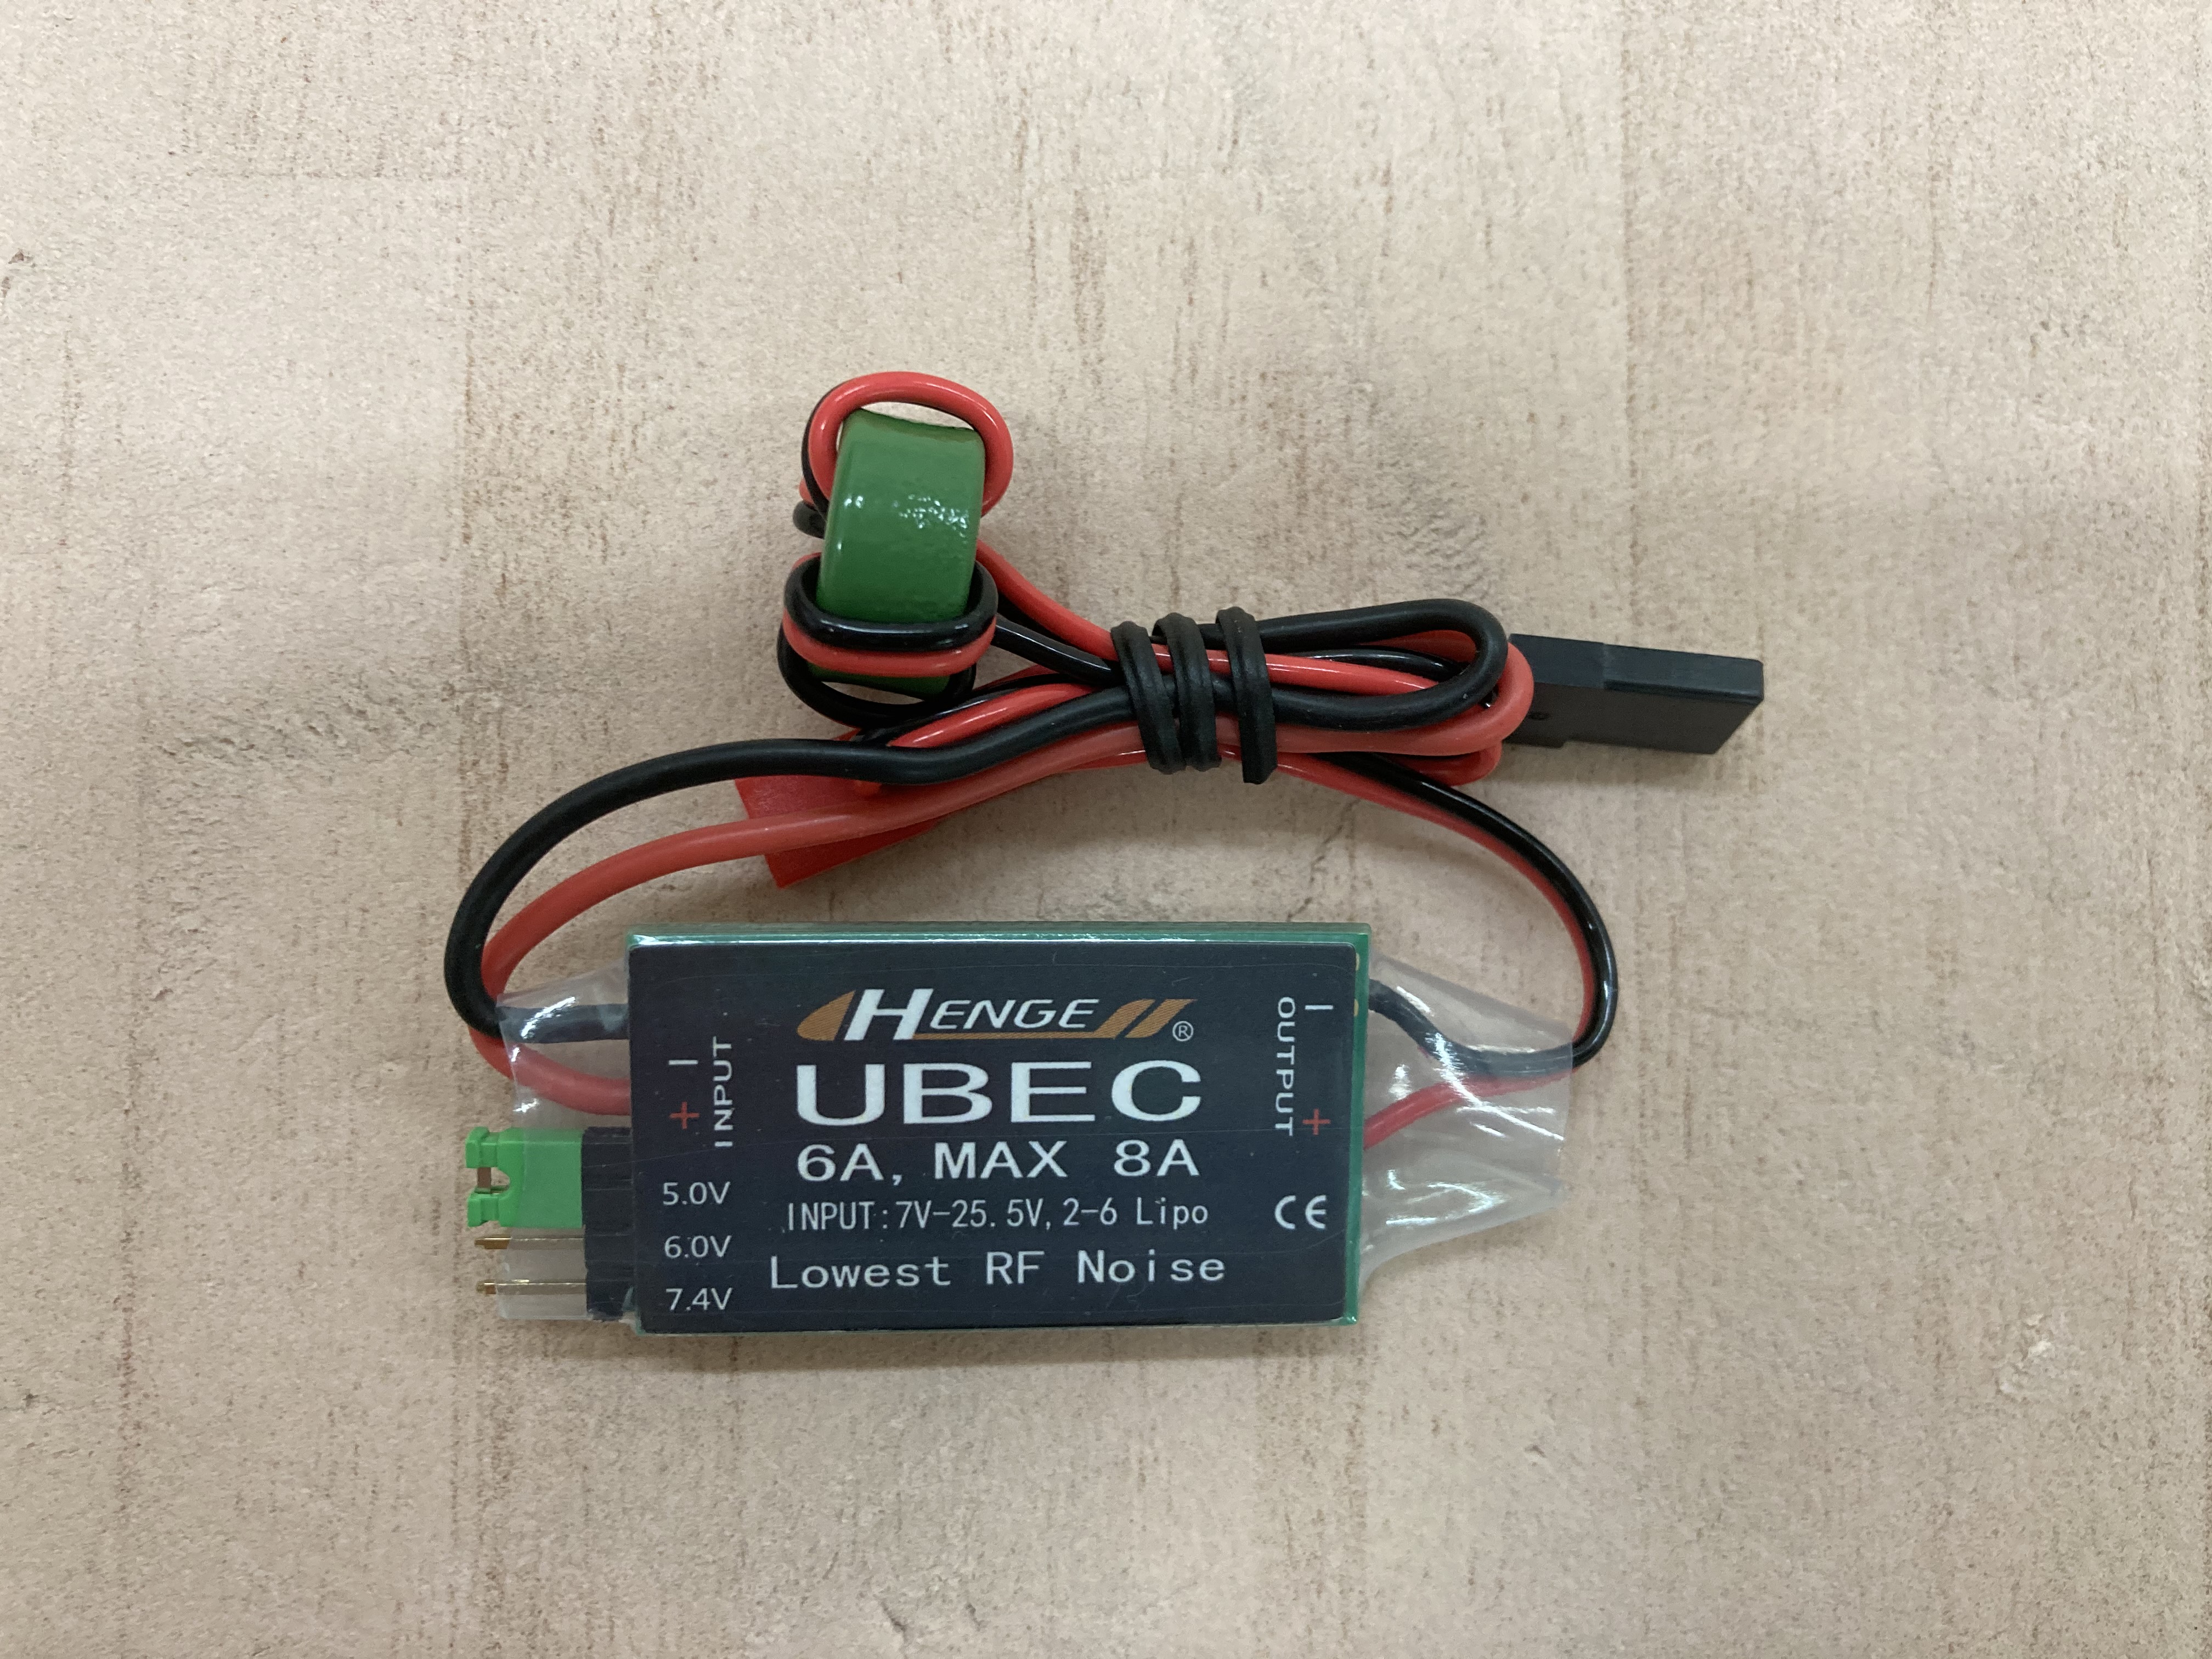 HENGE ®
UBEC
6A, MAX 8A
INPUT:7V-25.5V,2-6 Lipo
Lowest RF Noise
− + INPUT
5.0V
6.0V
7.4V
− + OUTPUT
CE